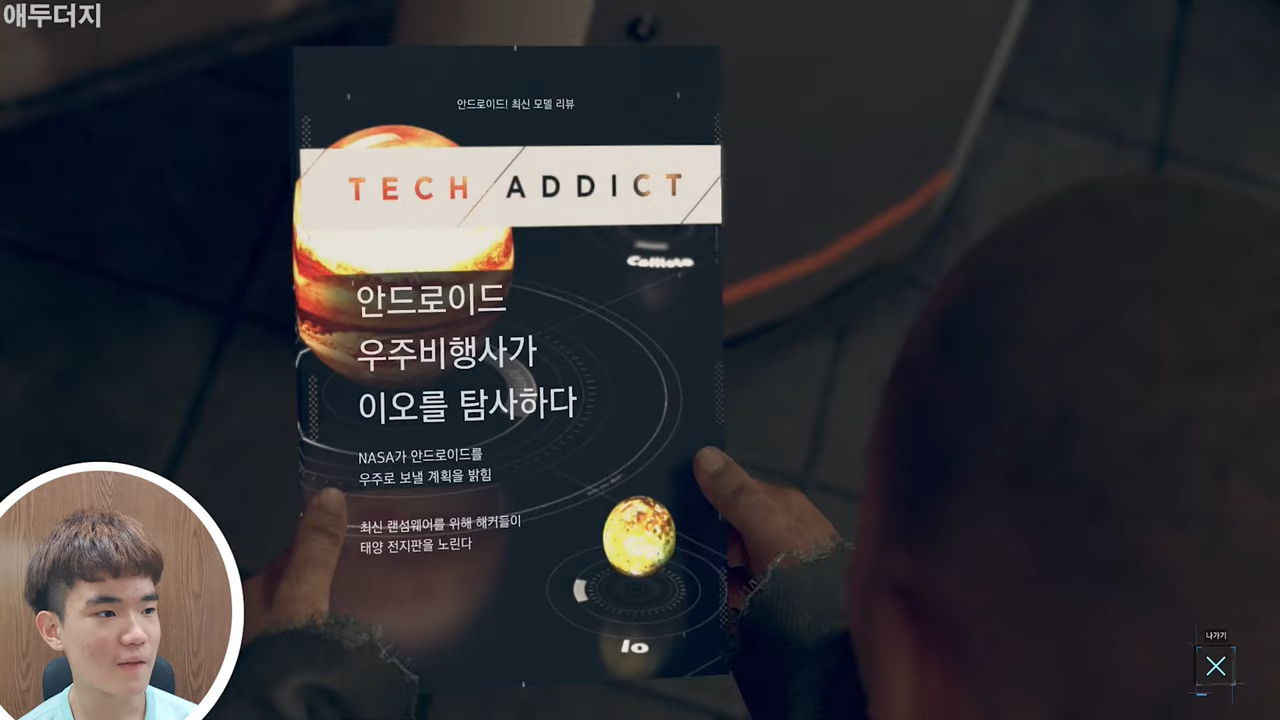 애두더지
안드로이드! 최신 모델 리뷰
TECH ADDICT
Callisto
안드로이드
우주비행사가
이오를 탐사하다
NASA가 안드로이드를
우주로 보낼 계획을 밝힘
최신 랜섬웨어를 위해 해커들이
태양 전지판을 노린다
Io
나가기